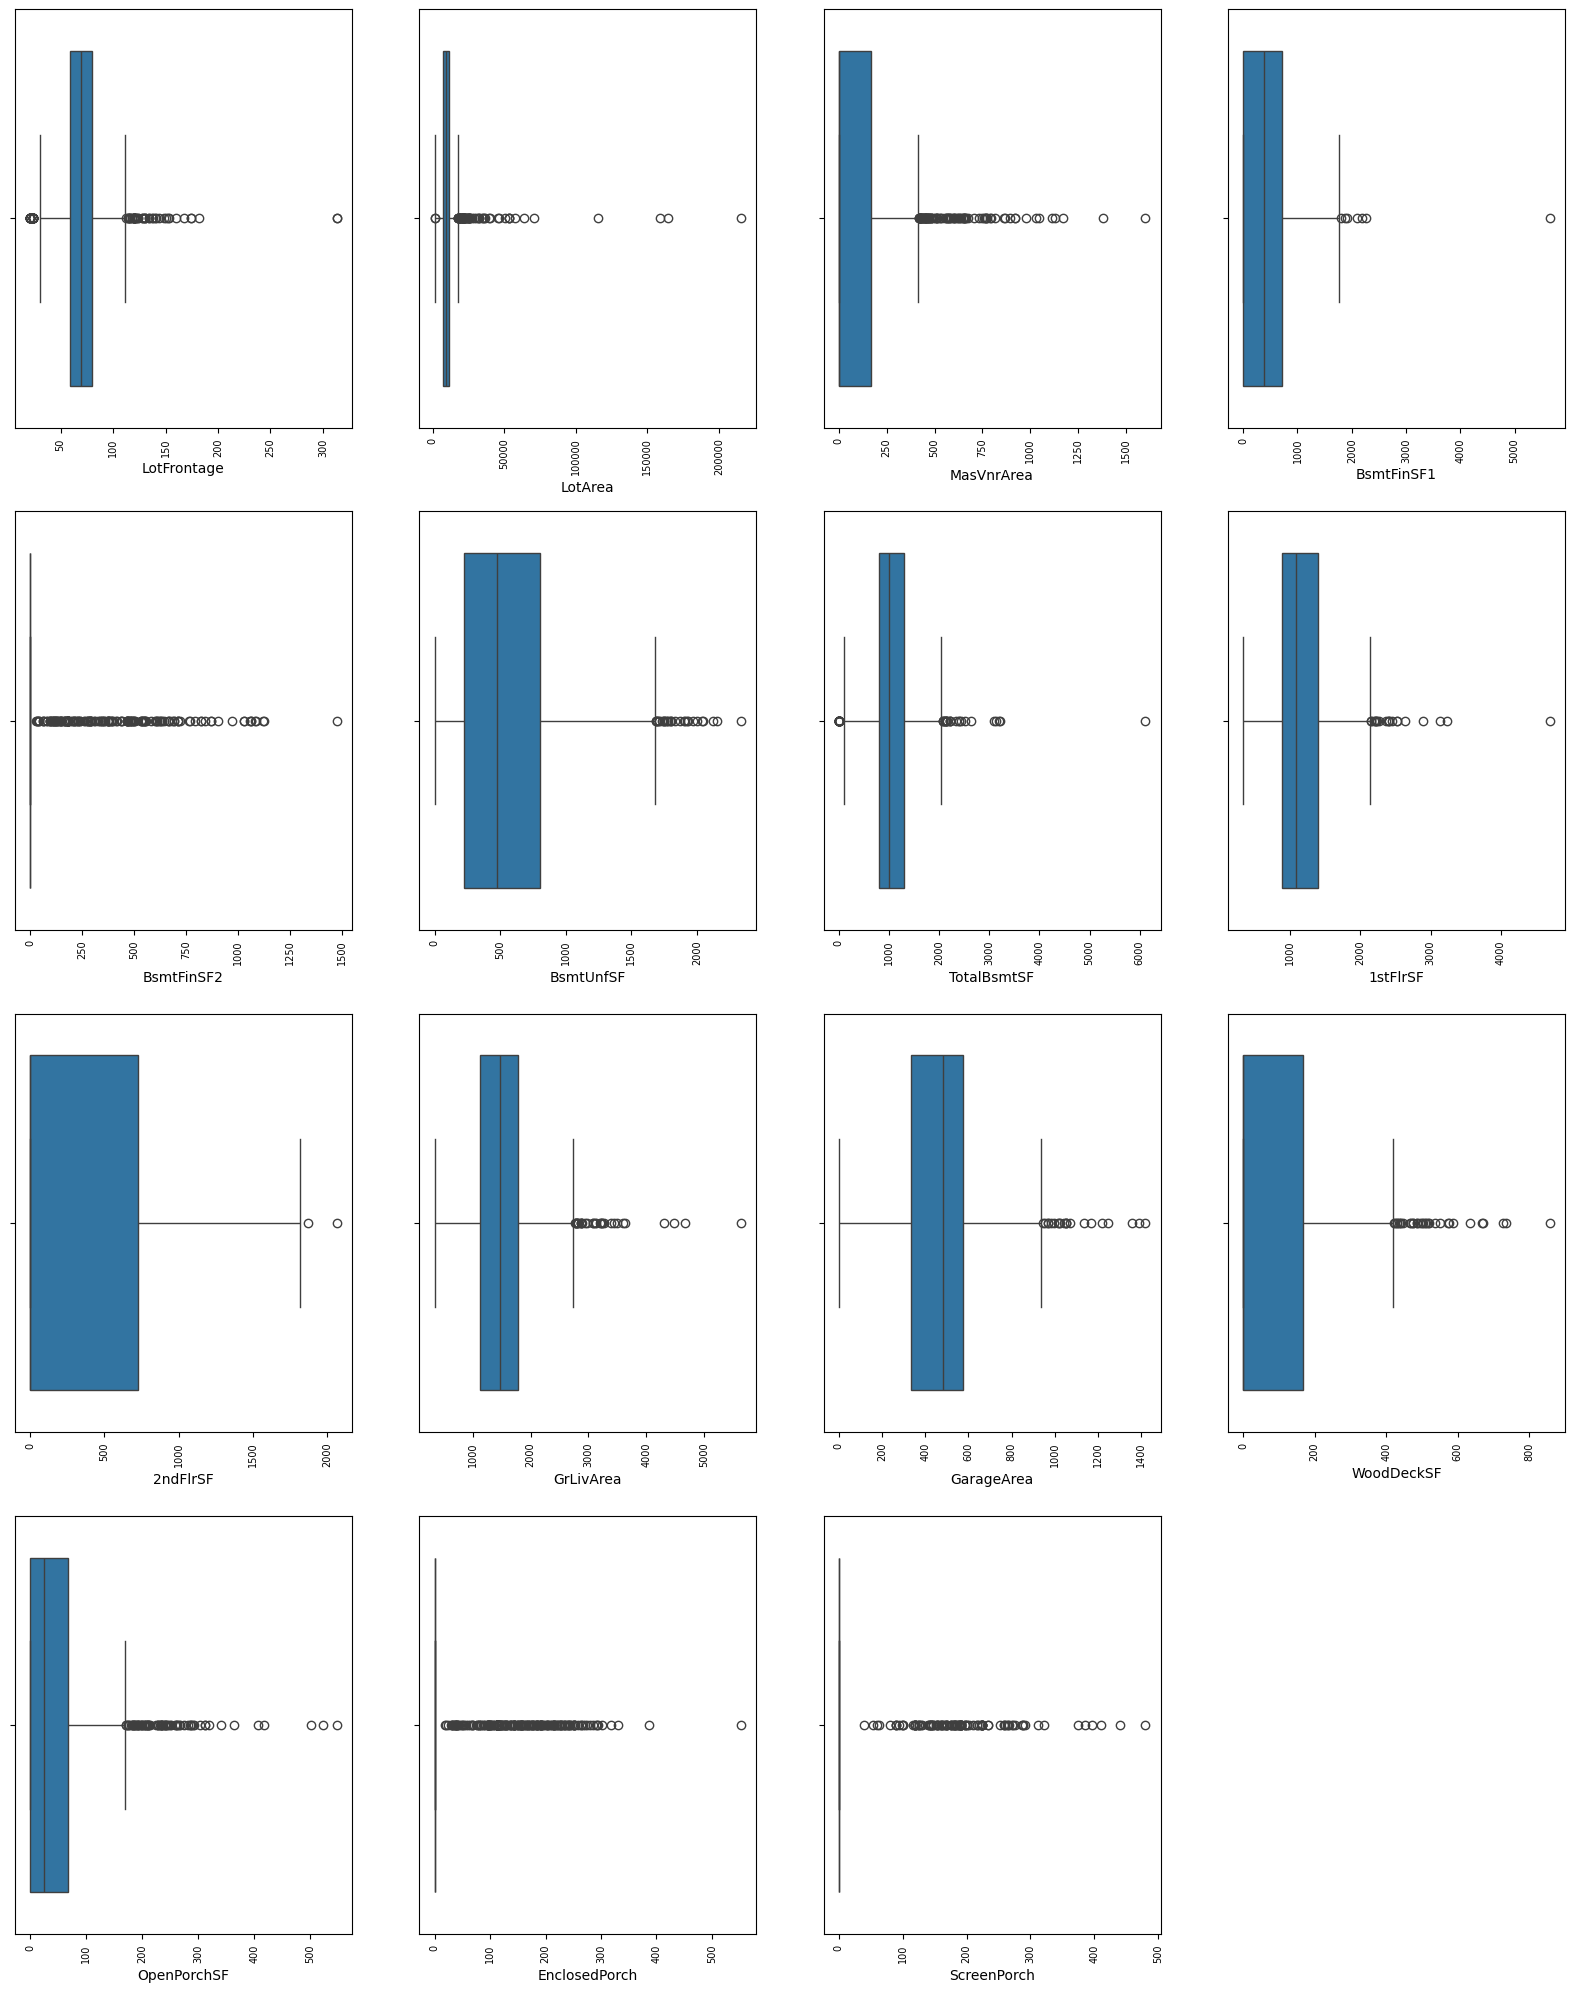 50 100 150 200 250 300
LotFrontage
0 50000 100000 150000 200000
LotArea
0 250 500 750 1000 1250 1500
MasVnrArea
0 1000 2000 3000 4000 5000
BsmtFinSF1
0 250 500 750 1000 1250 1500
BsmtFinSF2
0 500 1000 1500 2000
BsmtUnfSF
0 1000 2000 3000 4000 5000 6000
TotalBsmtSF
1000 2000 3000 4000
1stFlrSF
0 500 1000 1500 2000
2ndFlrSF
1000 2000 3000 4000 5000
GrLivArea
0 200 400 600 800 1000 1200 1400
GarageArea
0 200 400 600 800
WoodDeckSF
0 100 200 300 400 500
OpenPorchSF
0 100 200 300 400 500
EnclosedPorch
0 100 200 300 400 500
ScreenPorch